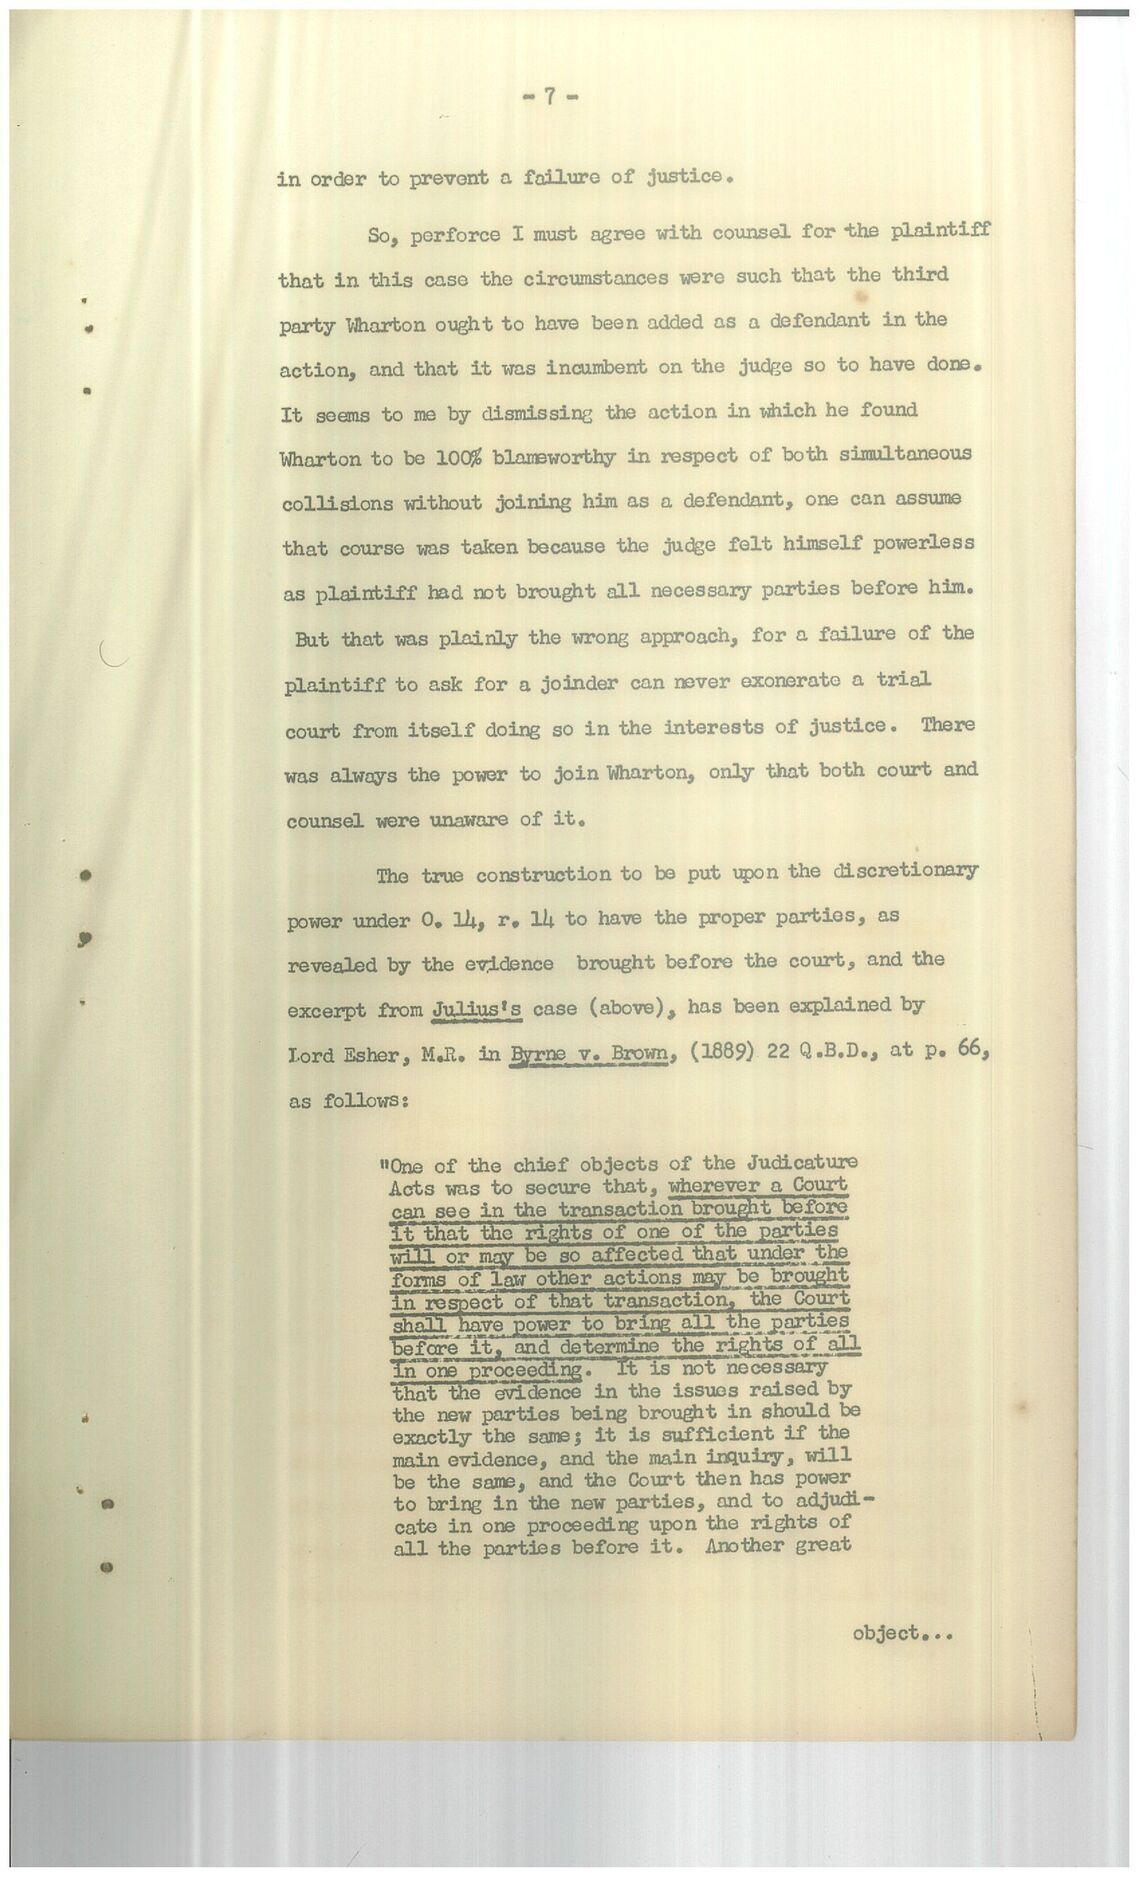 - 7 -
in order to prevent a failure of justice.
So, perforce I must agree with counsel for the plaintiff
that in this case the circumstances were such that the third
party Wharton ought to have been added as a defendant in the
action, and that it was incumbent on the judge so to have done.
It seems to me by dismissing the action in which he found
Wharton to be 100% blameworthy in respect of both simultaneous
collisions without joining him as a defendant, one can assume
that course was taken because the judge felt himself powerless
as plaintiff had not brought all necessary parties before him.
But that was plainly the wrong approach, for a failure of the
plaintiff to ask for a joinder can never exonerate a trial
court from itself doing so in the interests of justice. There
was always the power to join Wharton, only that both court and
counsel were unaware of it.
The true construction to be put upon the discretionary
power under O. 14, r. 14 to have the proper parties, as
revealed by the evidence brought before the court, and the
excerpt from Julius's case (above), has been explained by
Lord Esher, M.R. in Byrne v. Brown, (1889) 22 Q.B.D., at p. 66,
as follows:
"One of the chief objects of the Judicature
Acts was to secure that, wherever a Court
can see in the transaction brought before
it that the rights of one of the parties
will or may be so affected that under the
forms of law other actions may be brought
in respect of that transaction, the Court
shall have power to bring all the parties
before it, and determine the rights of all
in one proceeding. It is not necessary
that the evidence in the issues raised by
the new parties being brought in should be
exactly the same; it is sufficient if the
main evidence, and the main inquiry, will
be the same, and the Court then has power
to bring in the new parties, and to adjudi-
cate in one proceeding upon the rights of
all the parties before it. Another great
object...